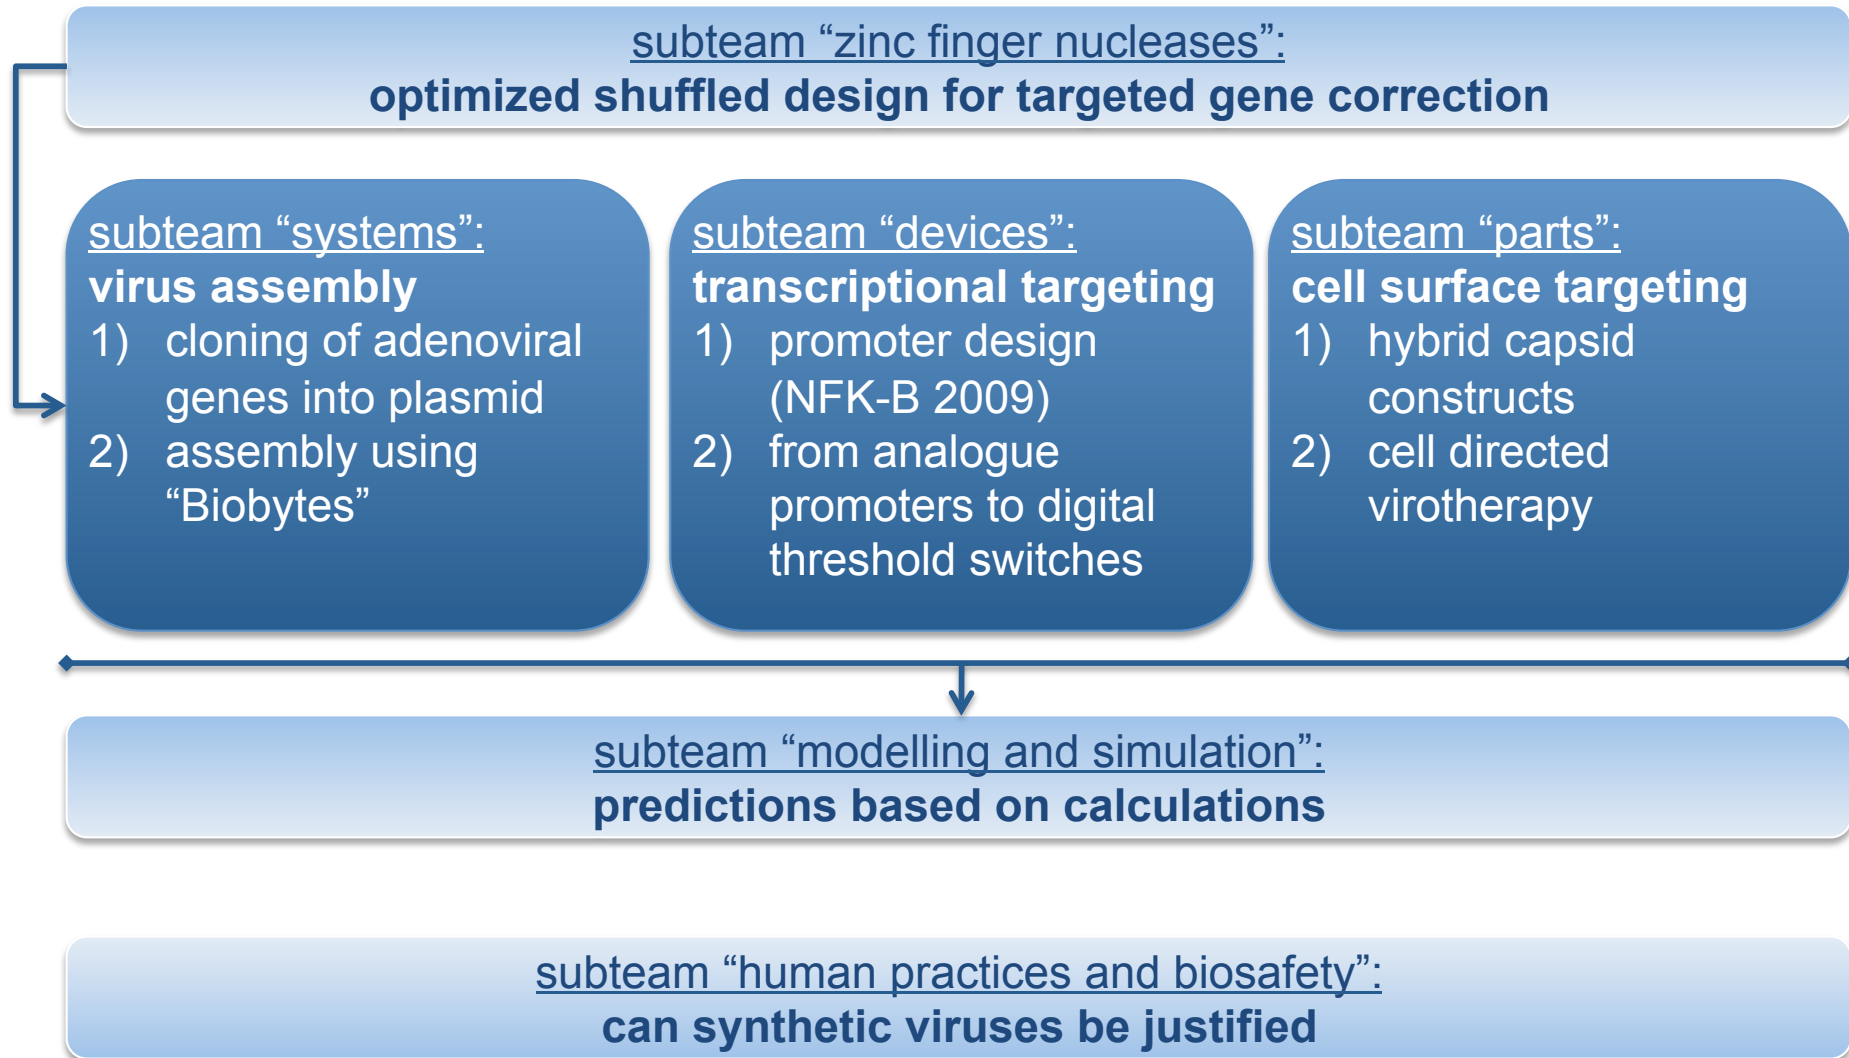 subteam “zinc finger nucleases”:
optimized shuffled design for targeted gene correction
subteam “systems”:
virus assembly
1) cloning of adenoviral
genes into plasmid
2) assembly using
“Biobytes”
subteam “devices”:
transcriptional targeting
1) promoter design
(NFK-B 2009)
2) from analogue
promoters to digital
threshold switches
subteam “parts”:
cell surface targeting
1) hybrid capsid
constructs
2) cell directed
virotherapy
subteam “modelling and simulation”:
predictions based on calculations
subteam “human practices and biosafety”:
can synthetic viruses be justified